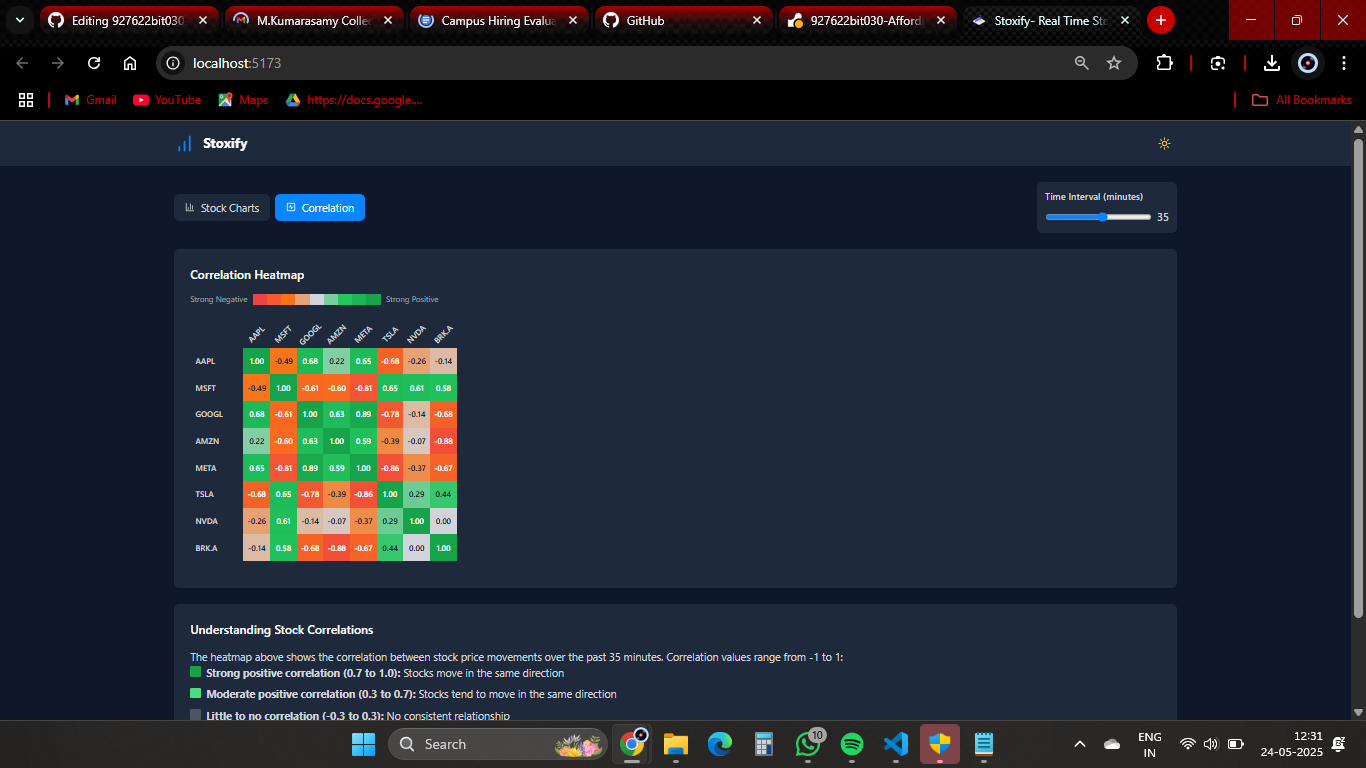 Editing 927622bit030
M.Kumarasamy Colle
Campus Hiring Evalua
GitHub
927622bit030-Afford
Stoxify- Real Time Sto
localhost:5173
Gmail
YouTube
Maps
https://docs.google....
All Bookmarks
Stoxify
Stock Charts
Correlation
Time Interval (minutes)
35
Correlation Heatmap
Strong Negative
Strong Positive
AAPL MSFT GOOGL AMZN META TSLA NVDA BRK.A
AAPL 1.00 -0.49 0.68 0.22 0.65 -0.68 -0.26 -0.14
MSFT -0.49 1.00 -0.61 -0.60 -0.81 0.65 0.61 0.58
GOOGL 0.68 -0.61 1.00 0.63 0.89 -0.78 -0.14 -0.68
AMZN 0.22 -0.60 0.63 1.00 0.59 -0.39 -0.07 -0.88
META 0.65 -0.81 0.89 0.59 1.00 -0.86 -0.37 -0.67
TSLA -0.68 0.65 -0.78 -0.39 -0.86 1.00 0.29 0.44
NVDA -0.26 0.61 -0.14 -0.07 -0.37 0.29 1.00 0.00
BRK.A -0.14 0.58 -0.68 -0.88 -0.67 0.44 0.00 1.00
Understanding Stock Correlations
The heatmap above shows the correlation between stock price movements over the past 35 minutes. Correlation values range from -1 to 1:
Strong positive correlation (0.7 to 1.0): Stocks move in the same direction
Moderate positive correlation (0.3 to 0.7): Stocks tend to move in the same direction
Little to no correlation (-0.3 to 0.3): No consistent relationship
Search
10
ENG
IN
12:31
24-05-2025